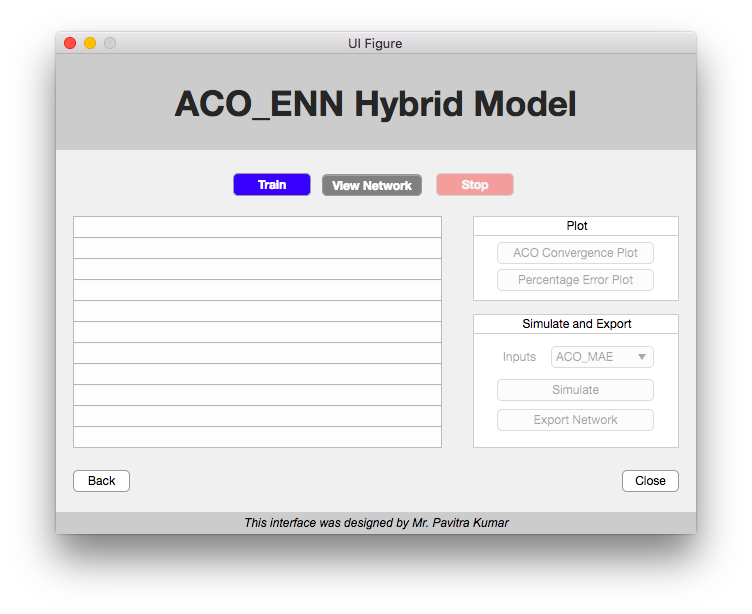 UI Figure
ACO_ENN Hybrid Model
Train
View Network
Stop
Plot
ACO Convergence Plot
Percentage Error Plot
Simulate and Export
Inputs ACO_MAE
Simulate
Export Network
Back
Close
This interface was designed by Mr. Pavitra Kumar